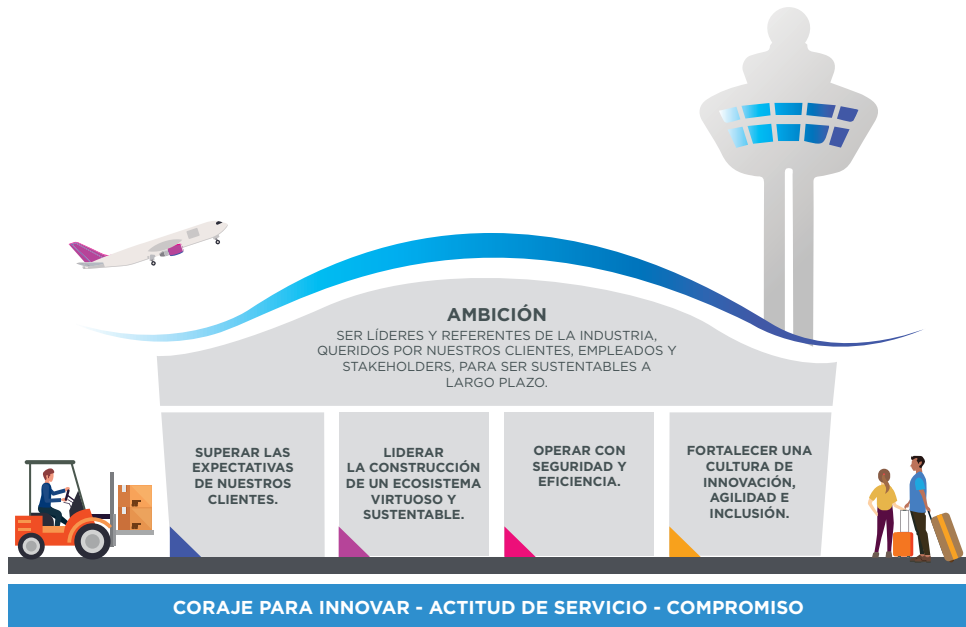 AMBICIÓN
SER LÍDERES Y REFERENTES DE LA INDUSTRIA,
QUERIDOS POR NUESTROS CLIENTES, EMPLEADOS Y
STAKEHOLDERS, PARA SER SUSTENTABLES A
LARGO PLAZO.
SUPERAR LAS
EXPECTATIVAS
DE NUESTROS
CLIENTES.
LIDERAR
LA CONSTRUCCIÓN
DE UN ECOSISTEMA
VIRTUOSO Y
SUSTENTABLE.
OPERAR CON
SEGURIDAD Y
EFICIENCIA.
FORTALECER UNA
CULTURA DE
INNOVACIÓN,
AGILIDAD E
INCLUSIÓN.
CORAJE PARA INNOVAR - ACTITUD DE SERVICIO - COMPROMISO